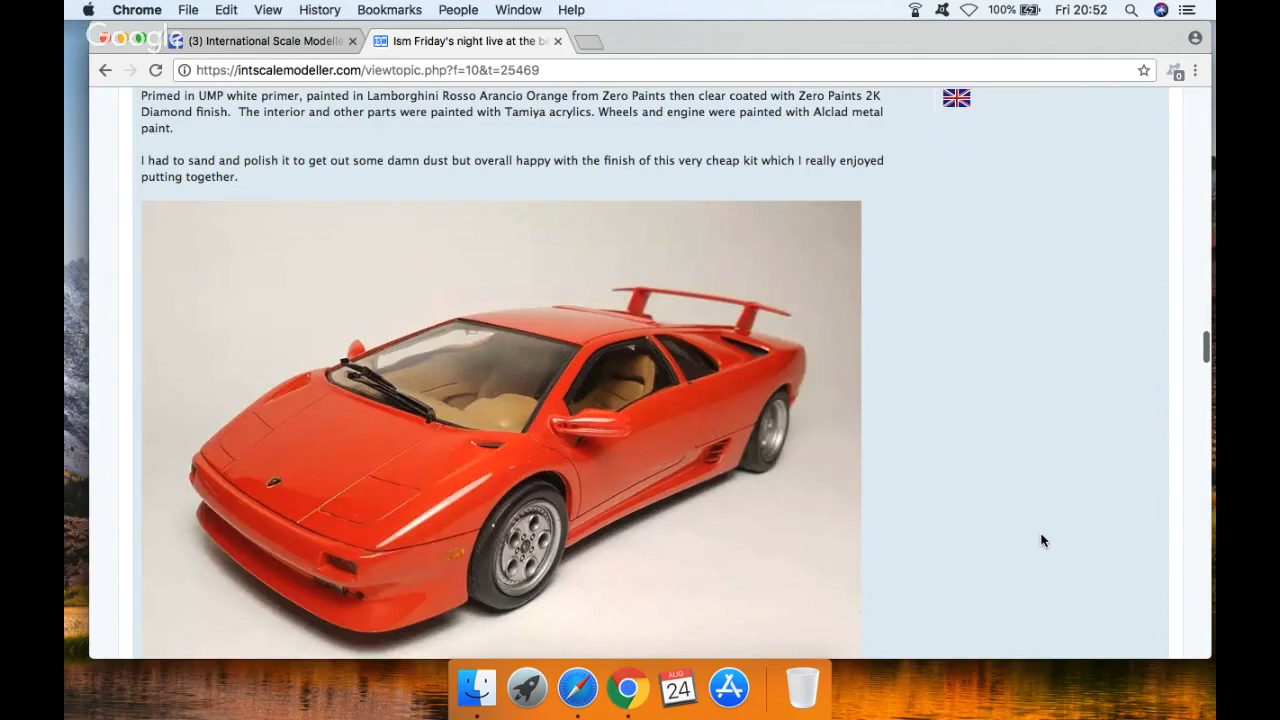 Chrome File Edit View History Bookmarks People Window Help 100% Fri 20:52
Google
(3) International Scale Modelle
ISM Ism Friday's night live at the be
https://intscalemodeller.com/viewtopic.php?f=10&t=25469
0
Primed in UMP white primer, painted in Lamborghini Rosso Arancio Orange from Zero Paints then clear coated with Zero Paints 2K
Diamond finish. The interior and other parts were painted with Tamiya acrylics. Wheels and engine were painted with Alclad metal
paint.
I had to sand and polish it to get out some damn dust but overall happy with the finish of this very cheap kit which I really enjoyed
putting together.
AUG
24